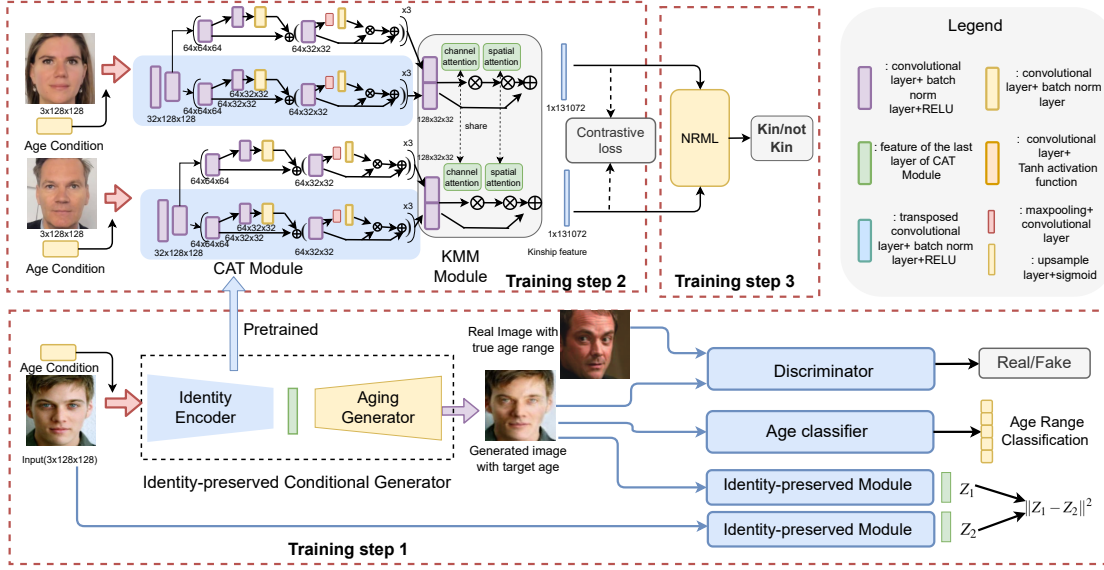 x3
64x64x64
64x32x32
x3
3x128x128
64x64x64
64x32x32
64x32x32
32x128x128
Age Condition
channel
attention
spatial
attention
128x32x32
share
1x131072
Contrastive
loss
NRML
Kin/not
Kin
x3
64x64x64
64x32x32
128x32x32
channel
attention
spatial
attention
x3
3x128x128
64x64x64
64x32x32
64x32x32
32x128x128
Age Condition
1x131072
Kinship feature
CAT Module
KMM
Module
Training step 2
Training step 3
Legend
: convolutional
layer+ batch
norm
layer+RELU
: convolutional
layer+ batch norm
layer
: feature of the last
layer of CAT
Module
: convolutional
layer+
Tanh activation
function
: transposed
convolutional
layer+ batch norm
layer+RELU
: maxpooling+
convolutional
layer
: upsample
layer+sigmoid
Pretrained
Age Condition
Input(3x128x128)
Identity
Encoder
Aging
Generator
Identity-preserved Conditional Generator
Real Image with
true age range
Generated image
with target age
Discriminator
Real/Fake
Age classifier
Age Range
Classification
Identity-preserved Module
Z1
Identity-preserved Module
Z2
||Z1 − Z2||²
Training step 1